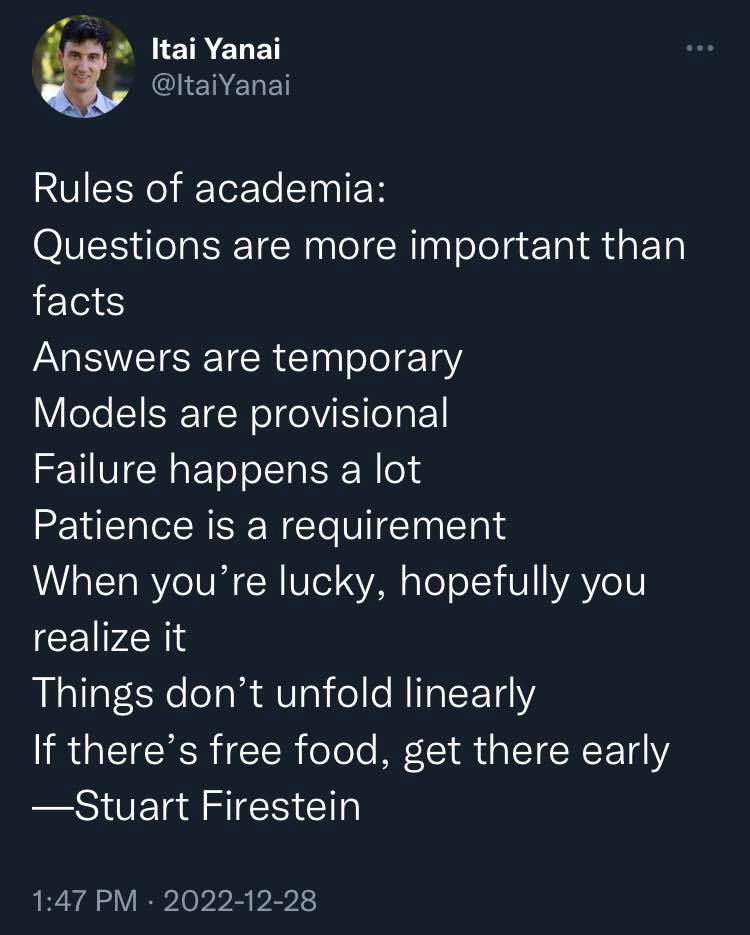 Itai Yanai
@ItaiYanai
Rules of academia:
Questions are more important than
facts
Answers are temporary
Models are provisional
Failure happens a lot
Patience is a requirement
When you’re lucky, hopefully you
realize it
Things don’t unfold linearly
If there’s free food, get there early
—Stuart Firestein
1:47 PM · 2022-12-28